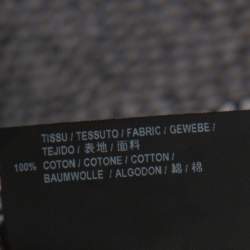 TISSU / TESSUTO / FABRIC / GEWEBE /
TEJIDO / 表地 / 面料
100% COTON / COTONE / COTTON /
BAUMWOLLE / ALGODON / 綿 / 棉